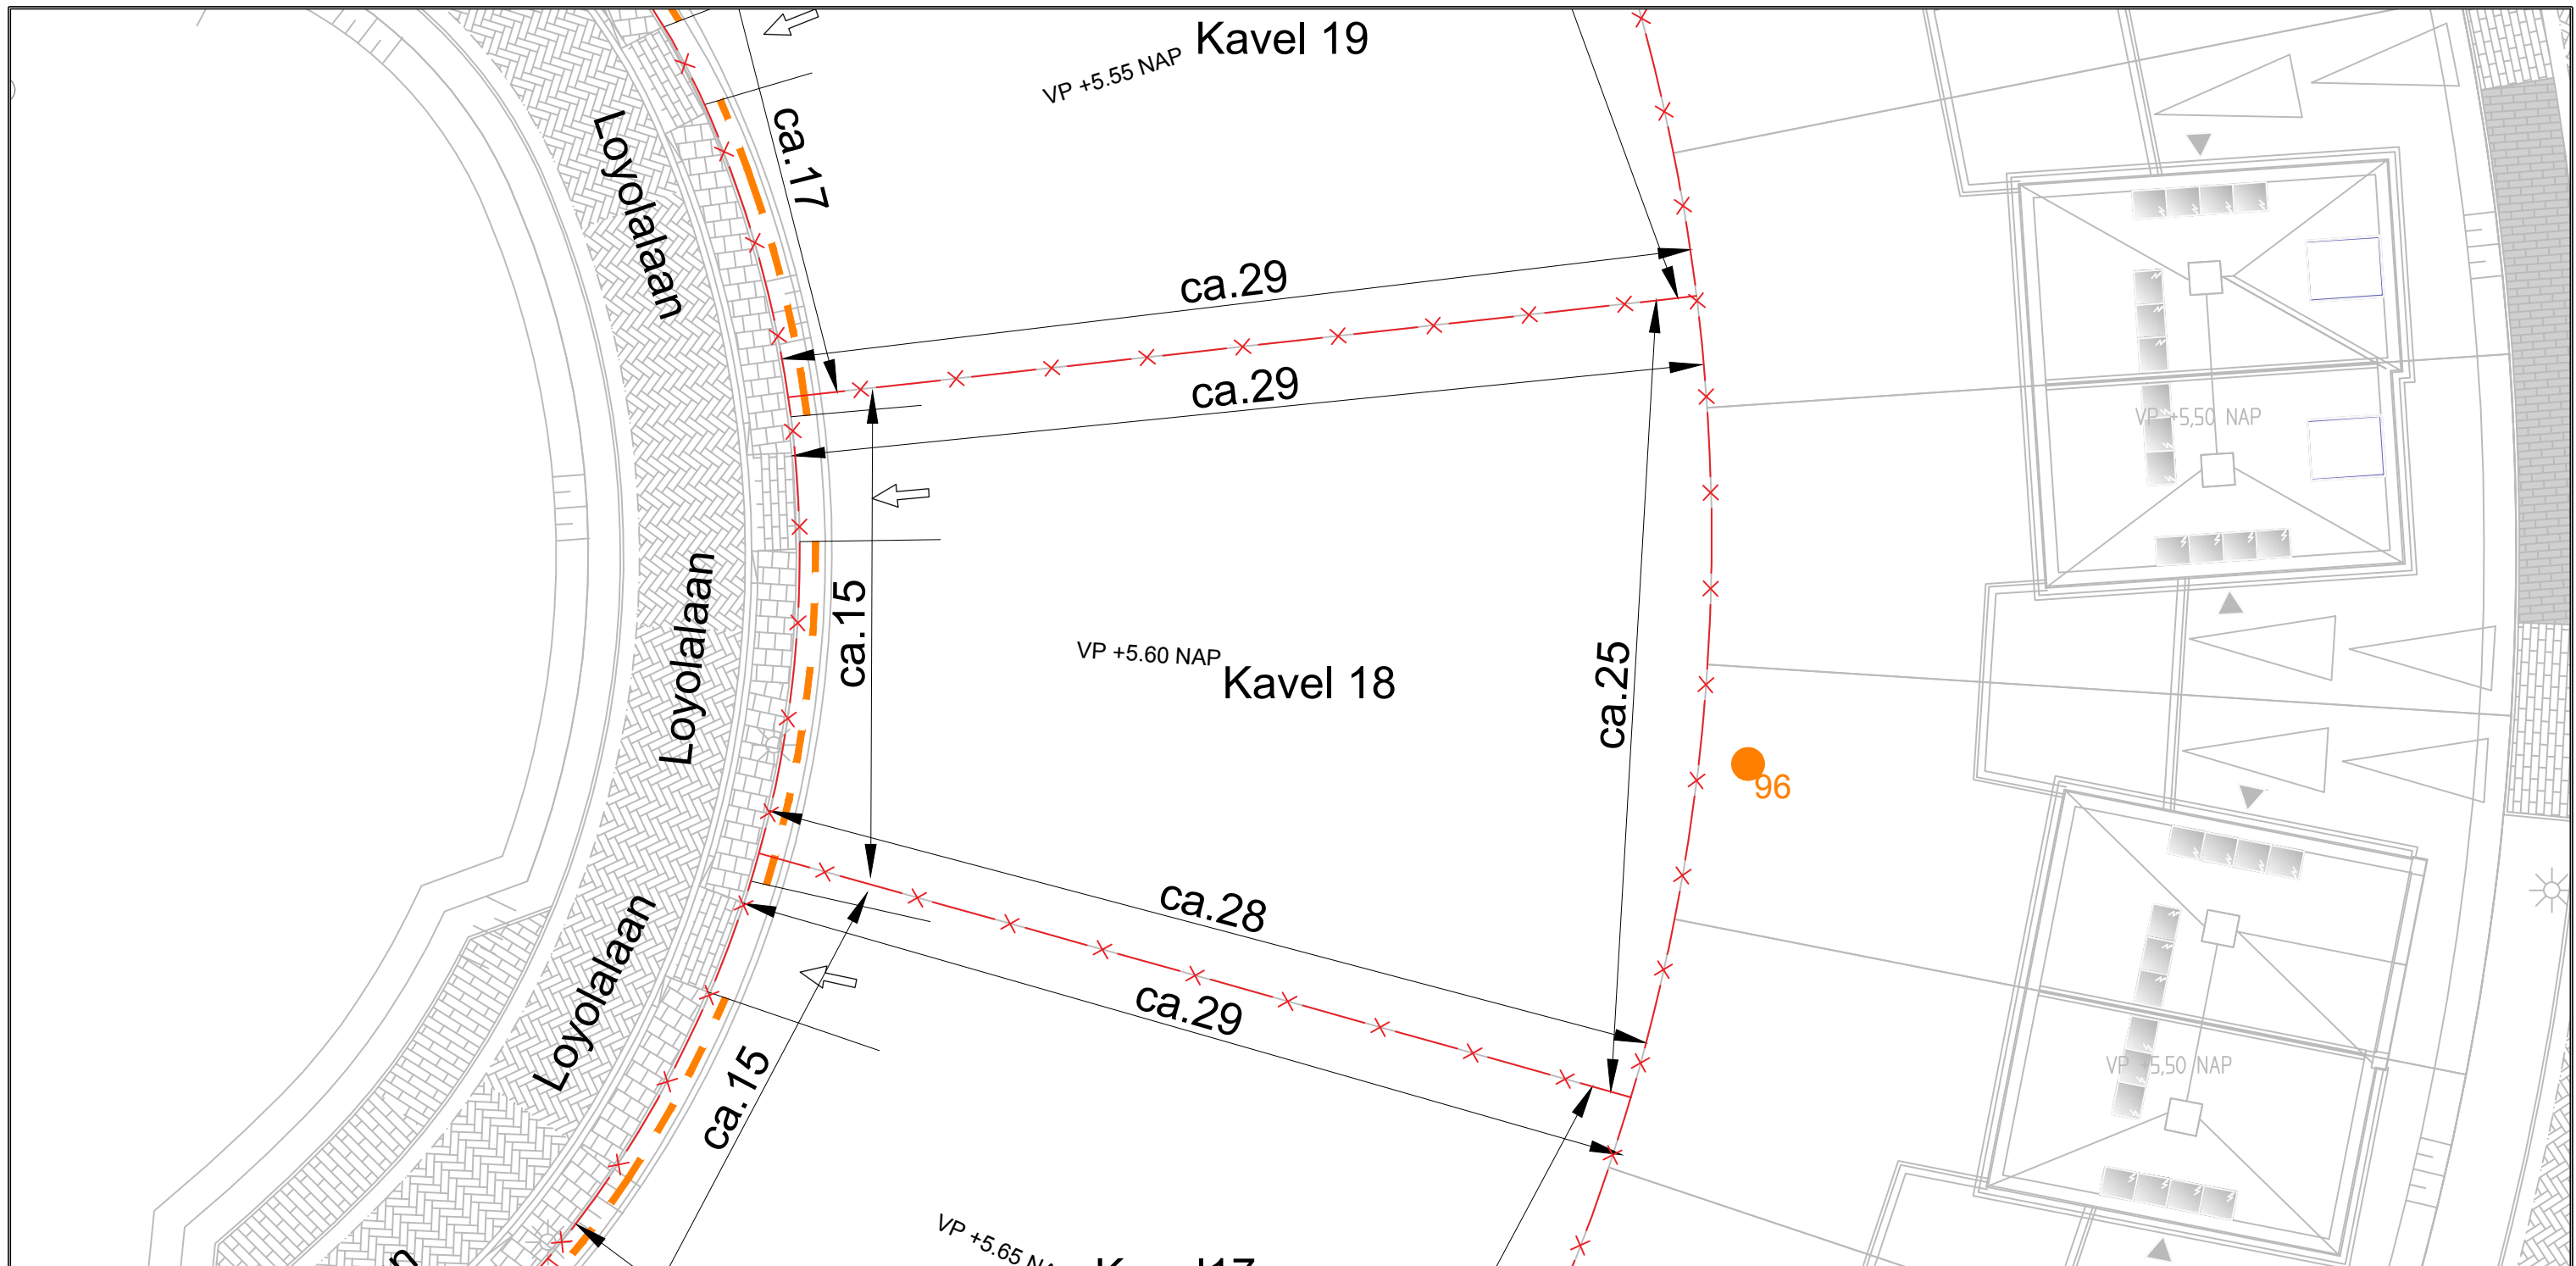 Kavel 19
VP +5.55 NAP
ca.17
Loyolalaan
ca.29
ca.29
VP +5,50 NAP
ca.15
Loyolalaan
VP +5.60 NAP
Kavel 18
ca.25
96
ca.28
Loyolalaan
ca.29
ca.15
VP +5,50 NAP
VP +5.65